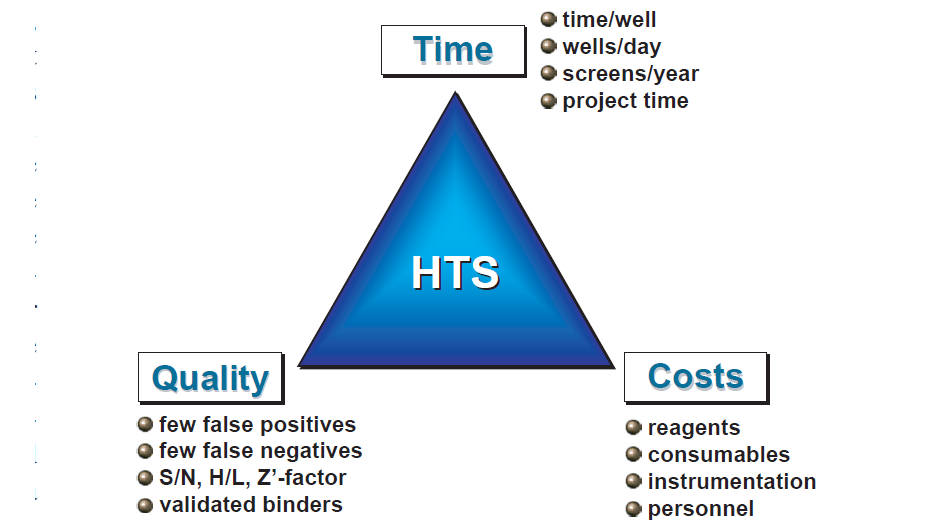 Time
time/well
wells/day
screens/year
project time
HTS
Quality
few false positives
few false negatives
S/N, H/L, Z’-factor
validated binders
Costs
reagents
consumables
instrumentation
personnel